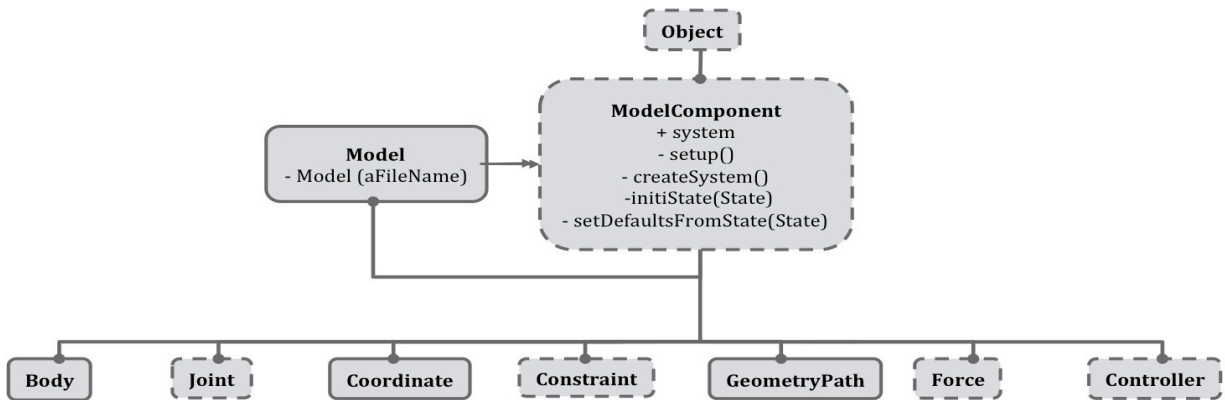 Object
ModelComponent
+ system
- setup()
- createSystem()
-initiState(State)
- setDefaultsFromState(State)
Model
- Model (aFileName)
Body
Joint
Coordinate
Constraint
GeometryPath
Force
Controller